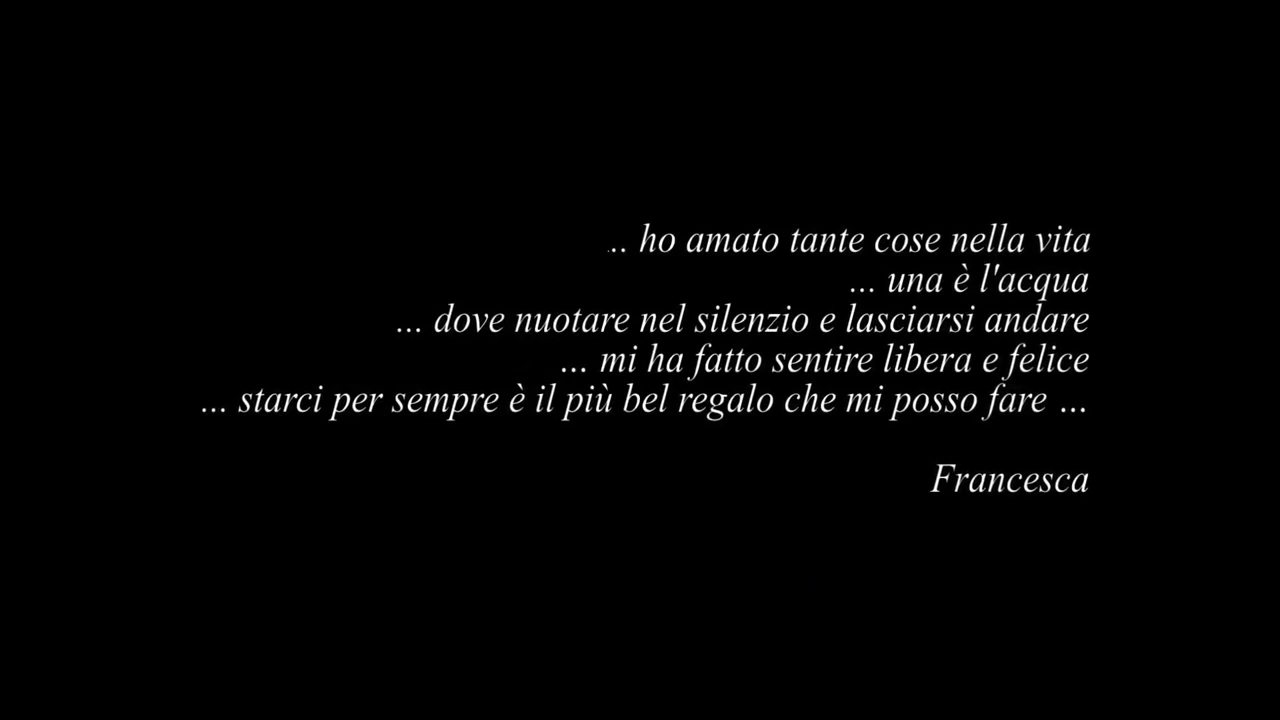 ... ho amato tante cose nella vita
... una è l'acqua
... dove nuotare nel silenzio e lasciarsi andare
... mi ha fatto sentire libera e felice
... starci per sempre è il più bel regalo che mi posso fare ...
Francesca